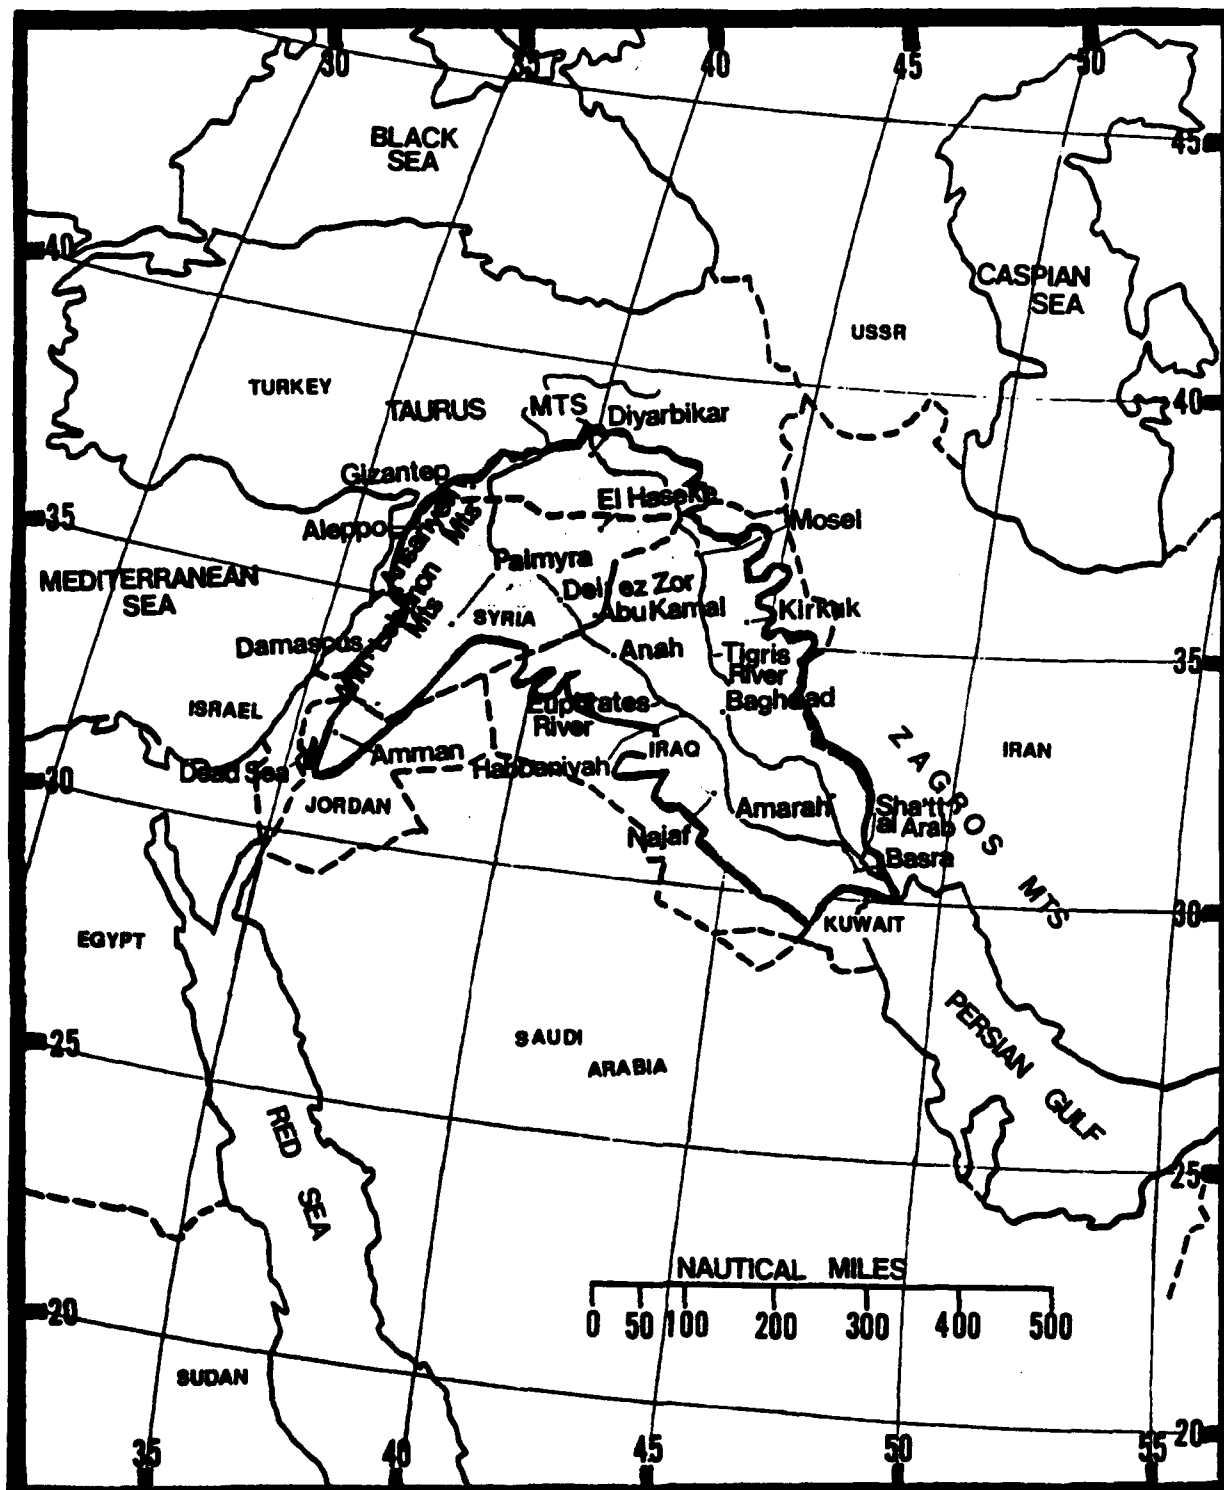 30
35
40
45
50
BLACK
SEA
45
40
CASPIAN
SEA
USSR
TURKEY
TAURUS
MTS
Diyarbikar
40
Gizantep
El Haseke
35
Aleppo
Mosel
Mts
Palmyra
MEDITERRANEAN
SEA
Deir ez Zor
Abu Kamal
Kirkuk
SYRIA
Mts
Damascus
Anah
Tigris
River
35
Baghdad
ISRAEL
Euphrates
River
ZAGROS
MTS
IRAN
IRAQ
Amman
Dead Sea
Habbaniyah
30
JORDAN
Amarah
Sha'tt
al Arab
Najaf
Basra
KUWAIT
30
EGYPT
PERSIAN
GULF
SAUDI
ARABIA
25
RED
SEA
25
NAUTICAL MILES
0 50 100 200 300 400 500
20
SUDAN
20
35
40
45
50
55